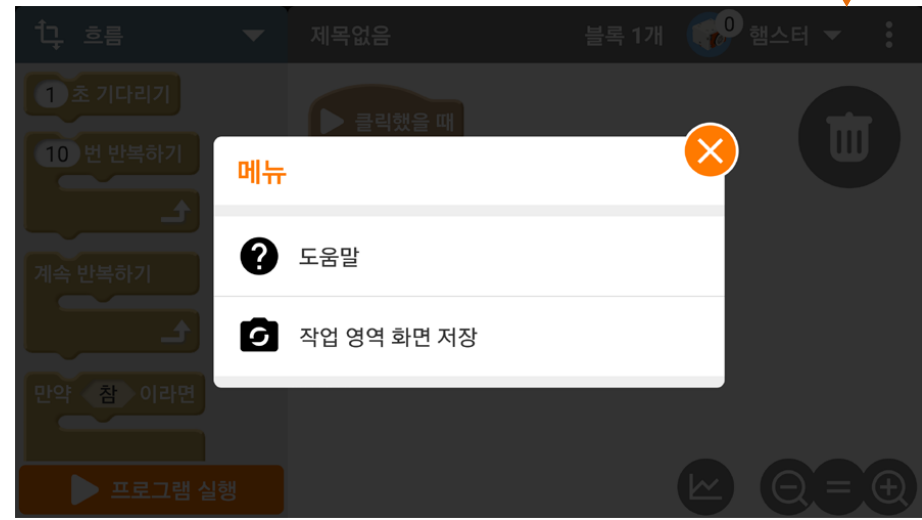 흐름
제목없음
블록 1개
0
햄스터
1 초 기다리기
클릭했을 때
10 번 반복하기
메뉴
도움말
계속 반복하기
작업 영역 화면 저장
만약 참 이라면
프로그램 실행